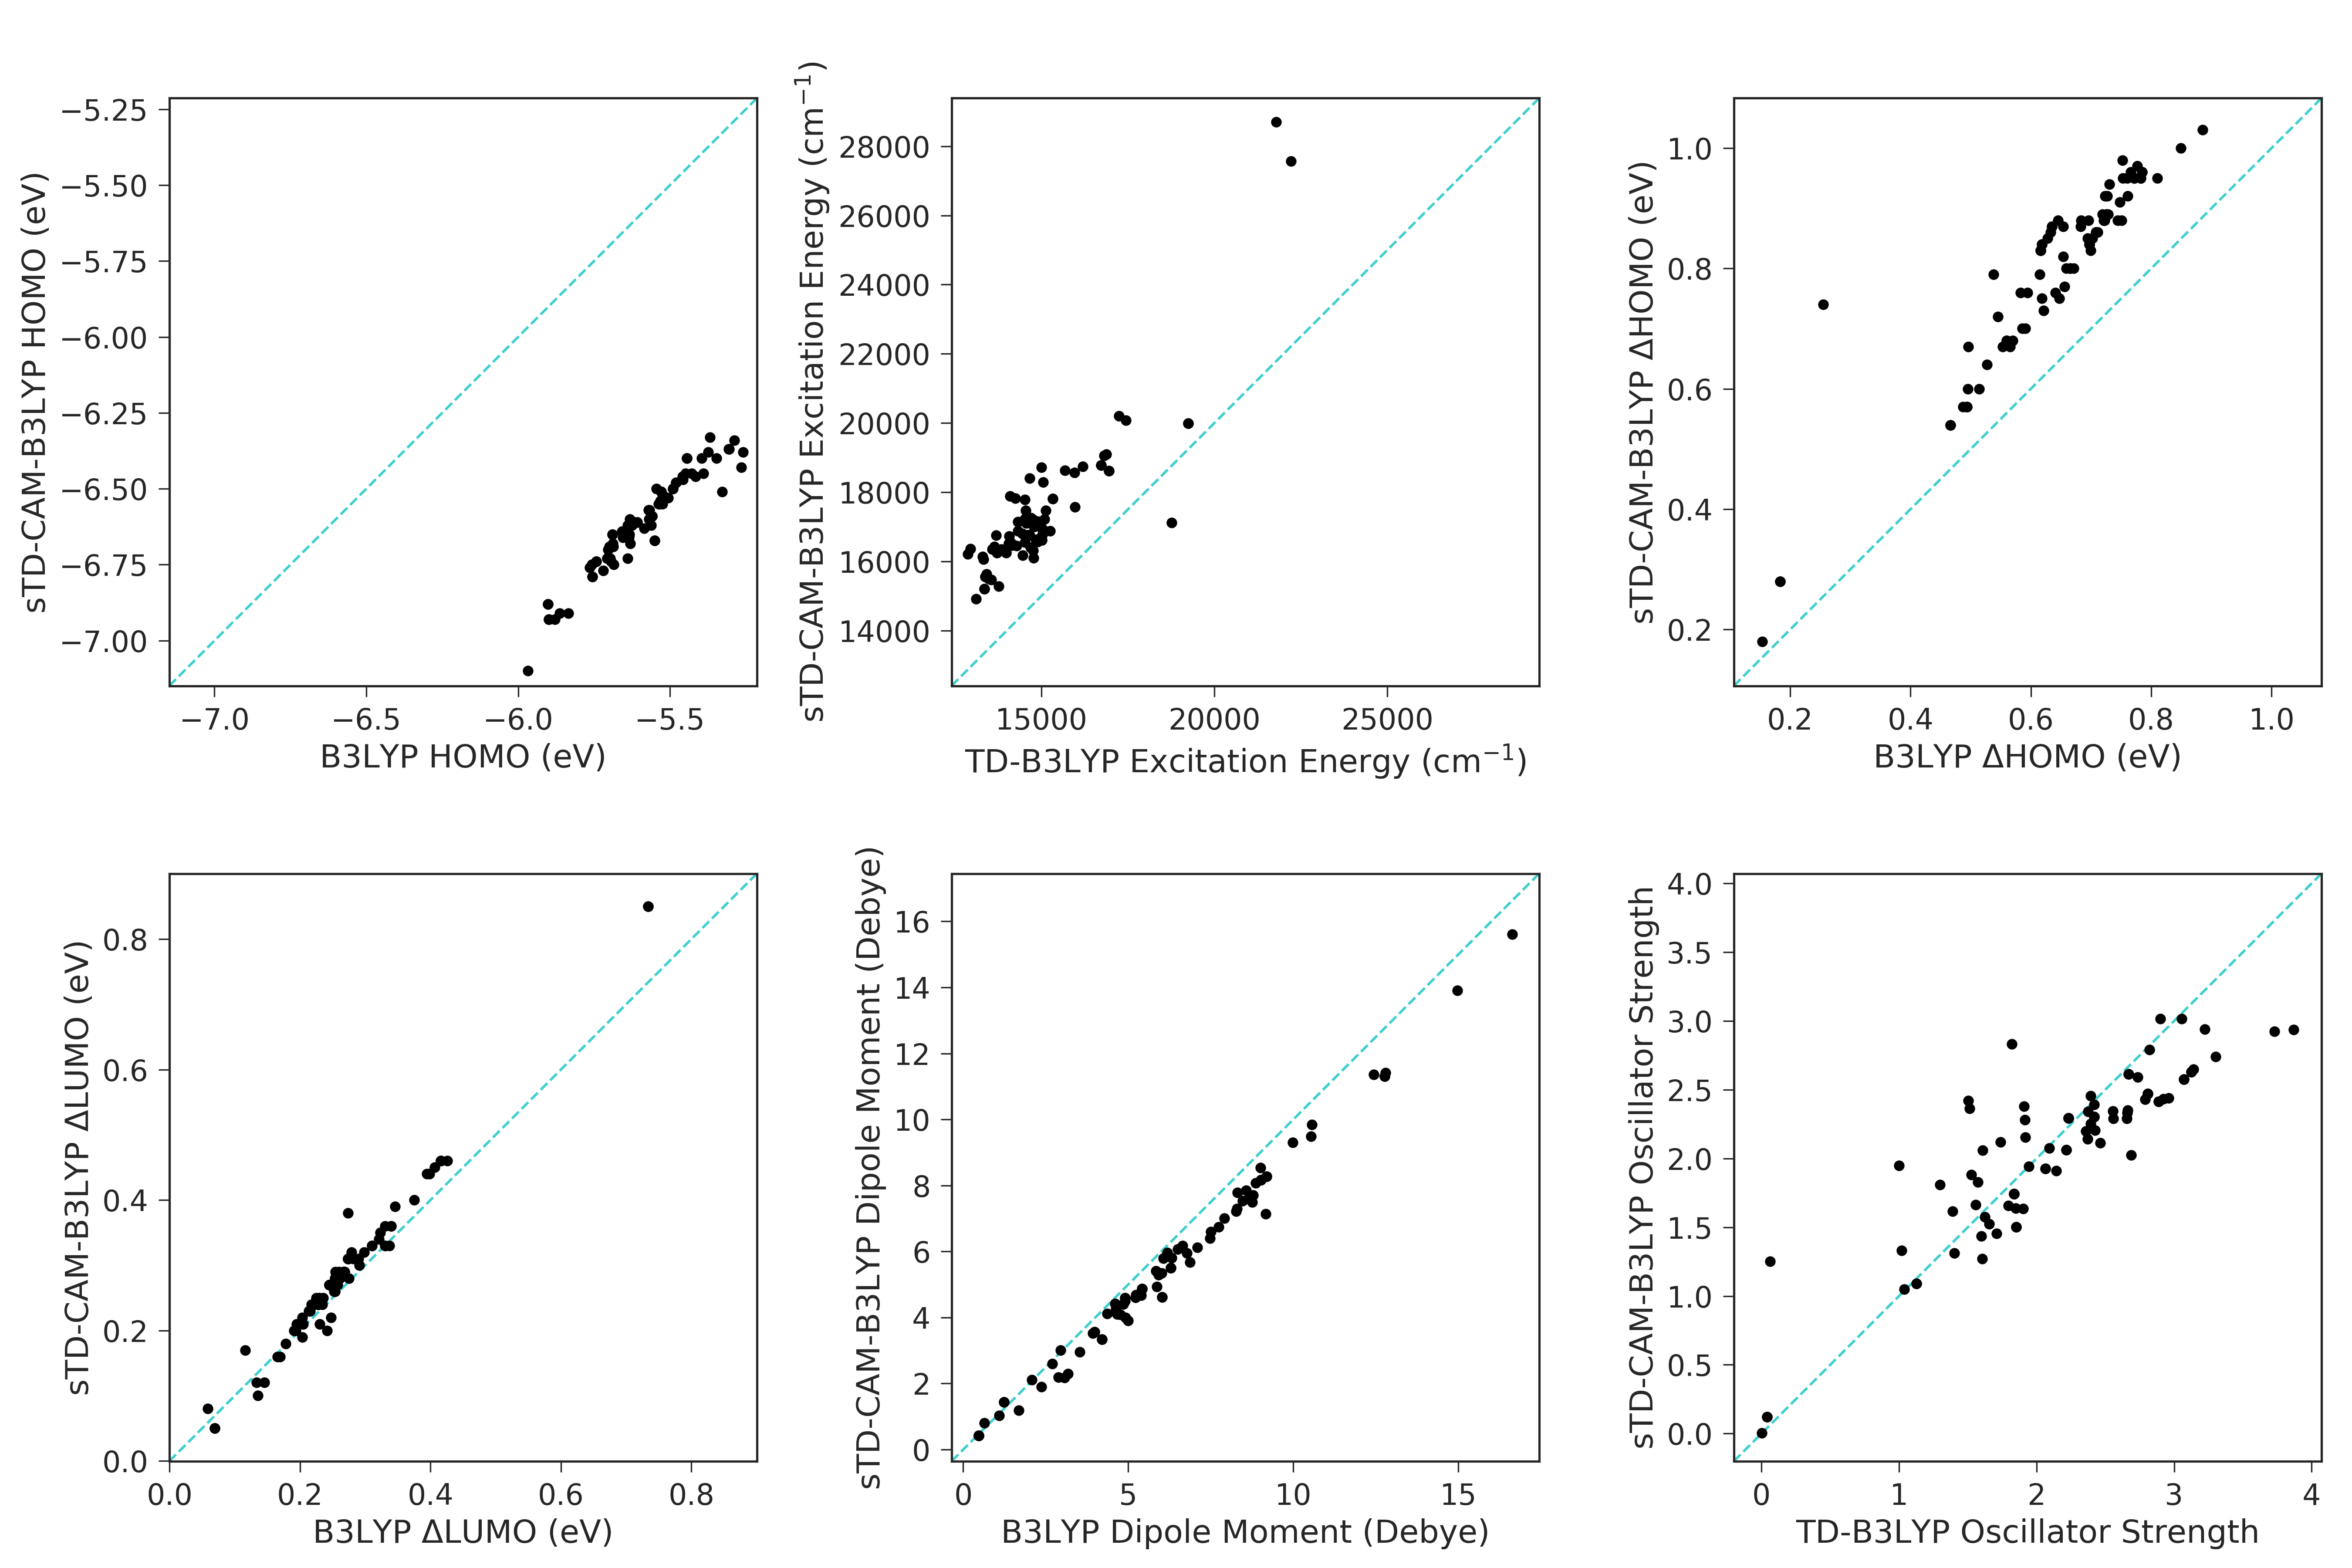 sTD-CAM-B3LYP HOMO (eV)
−5.25
−5.50
−5.75
−6.00
−6.25
−6.50
−6.75
−7.00
−7.0 −6.5 −6.0 −5.5
B3LYP HOMO (eV)
sTD-CAM-B3LYP Excitation Energy (cm⁻¹)
28000
26000
24000
22000
20000
18000
16000
14000
15000 20000 25000
TD-B3LYP Excitation Energy (cm⁻¹)
sTD-CAM-B3LYP ΔHOMO (eV)
1.0
0.8
0.6
0.4
0.2
0.2 0.4 0.6 0.8 1.0
B3LYP ΔHOMO (eV)
sTD-CAM-B3LYP ΔLUMO (eV)
0.8
0.6
0.4
0.2
0.0
0.0 0.2 0.4 0.6 0.8
B3LYP ΔLUMO (eV)
sTD-CAM-B3LYP Dipole Moment (Debye)
16
14
12
10
8
6
4
2
0
0 5 10 15
B3LYP Dipole Moment (Debye)
sTD-CAM-B3LYP Oscillator Strength
4.0
3.5
3.0
2.5
2.0
1.5
1.0
0.5
0.0
0 1 2 3 4
TD-B3LYP Oscillator Strength